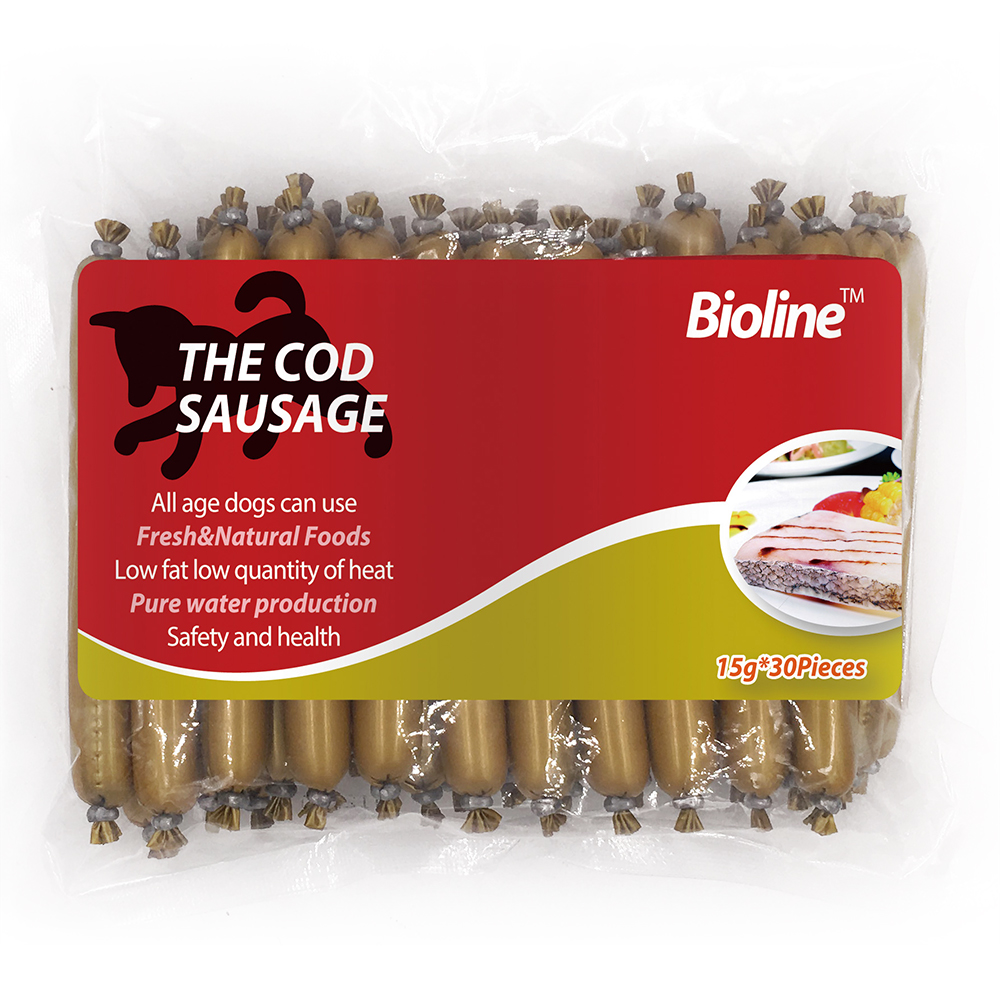 Bioline™
THE COD
SAUSAGE
All age dogs can use
Fresh&Natural Foods
Low fat low quantity of heat
Pure water production
Safety and health
15g*30Pieces